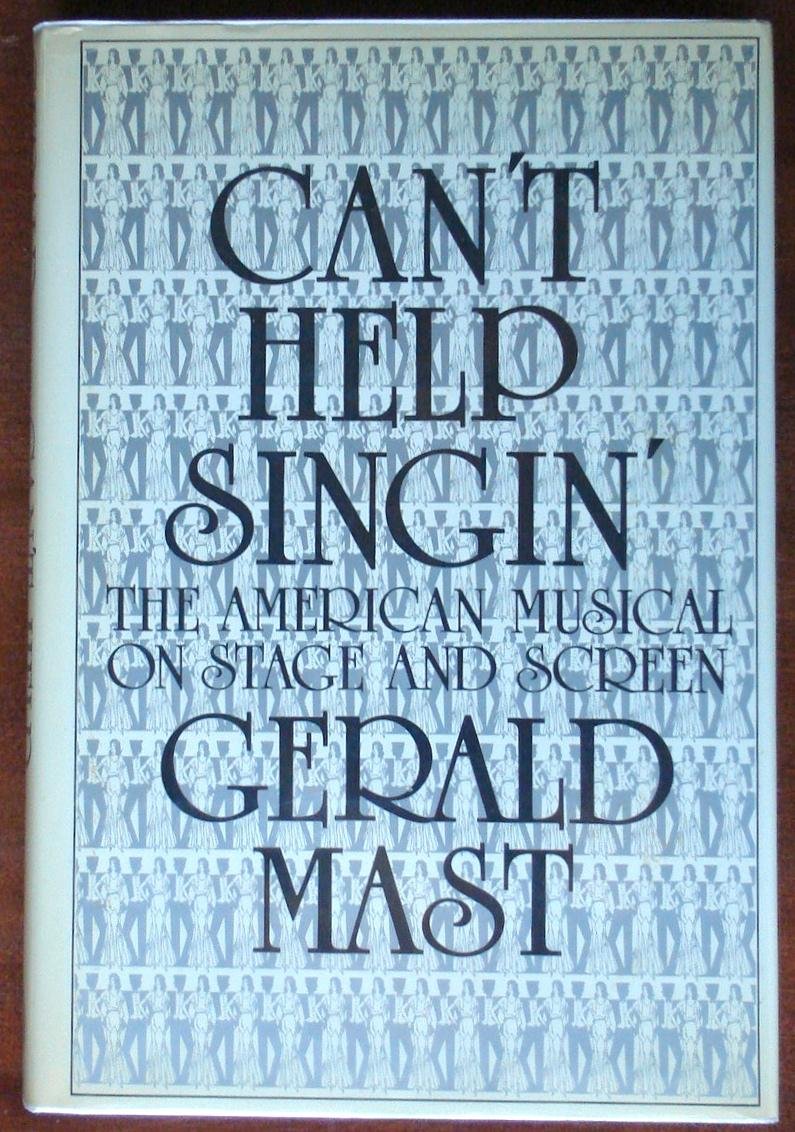 CAN'T
HELP
SINGIN'
THE AMERICAN MUSICAL
ON STAGE AND SCREEN
GERALD
MAST